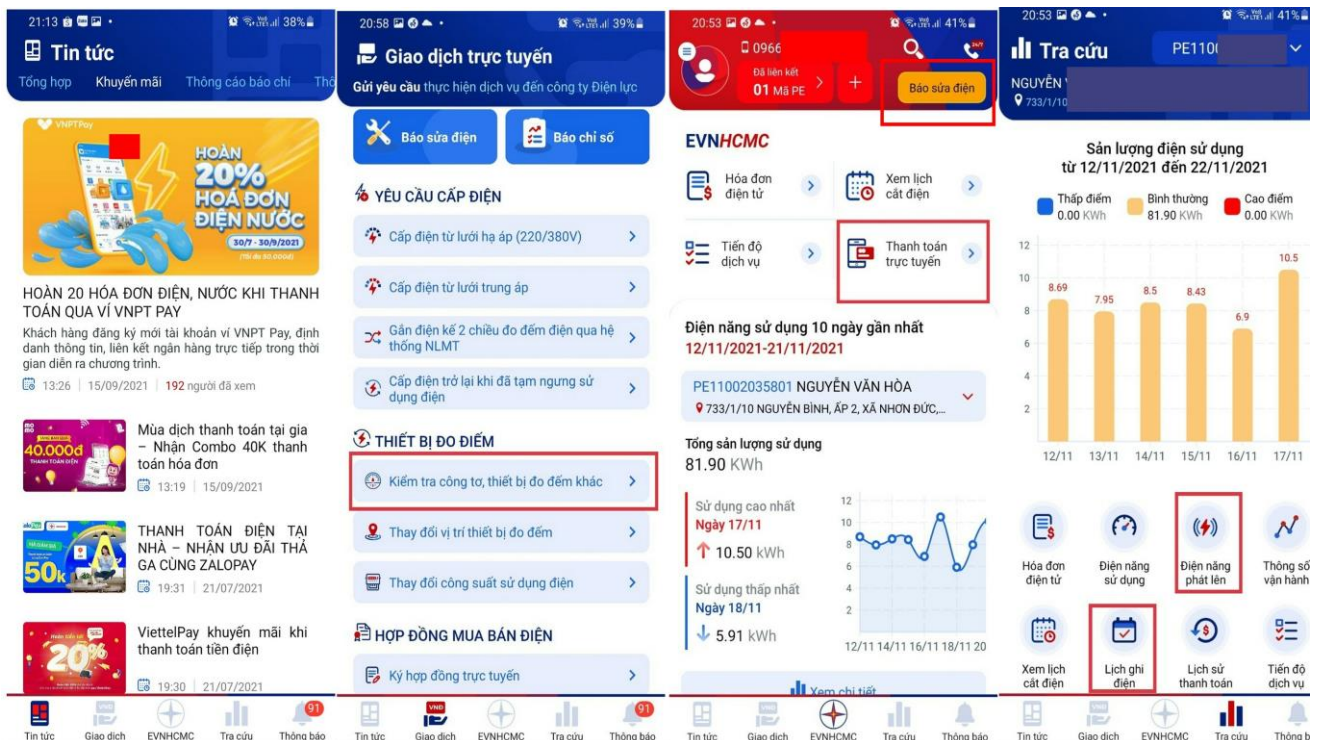 21:13
38%
Tin tức
Tổng hợp Khuyến mãi Thông cáo báo chí Thô
VNPTPay
HOÀN
20%
HOÁ ĐƠN
ĐIỆN NƯỚC
30/7 - 30/9/2021
(Tối đa 50.000đ)
HOÀN 20 HÓA ĐƠN ĐIỆN, NƯỚC KHI THANH
TOÁN QUA VÍ VNPT PAY
Khách hàng đăng ký mới tài khoản ví VNPT Pay, định
danh thông tin, liên kết ngân hàng trực tiếp trong thời
gian diễn ra chương trình.
13:26 | 15/09/2021 | 192 người đã xem
40.000đ
Mùa dịch thanh toán tại gia
– Nhận Combo 40K thanh
toán hóa đơn
13:19 | 15/09/2021
50k
THANH TOÁN ĐIỆN TẠI
NHÀ – NHẬN ƯU ĐÃI THẢ
GA CÙNG ZALOPAY
19:31 | 21/07/2021
20%
ViettelPay khuyến mãi khi
thanh toán tiền điện
19:30 | 21/07/2021
91
Tin tức Giao dịch EVNHCMC Tra cứu Thông báo
20:58
39%
Giao dịch trực tuyến
Gửi yêu cầu thực hiện dịch vụ đến công ty Điện lực
Báo sửa điện Báo chỉ số
YÊU CẦU CẤP ĐIỆN
Cấp điện từ lưới hạ áp (220/380V)
Cấp điện từ lưới trung áp
Gắn điện kế 2 chiều đo đếm điện qua hệ
thống NLMT
Cấp điện trở lại khi đã tạm ngưng sử
dụng điện
THIẾT BỊ ĐO ĐIẾM
Kiểm tra công tơ, thiết bị đo đếm khác
Thay đổi vị trí thiết bị đo đếm
Thay đổi công suất sử dụng điện
HỢP ĐỒNG MUA BÁN ĐIỆN
Ký hợp đồng trực tuyến
VND
91
Tin tức Giao dịch EVNHCMC Tra cứu Thông báo
20:53
41%
0966
24/7
Đã liên kết
01 Mã PE
+
Báo sửa điện
EVNHCMC
Hóa đơn
điện tử
Xem lịch
cắt điện
Tiến độ
dịch vụ
Thanh toán
trực tuyến
Điện năng sử dụng 10 ngày gần nhất
12/11/2021-21/11/2021
PE11002035801 NGUYỄN VĂN HÒA
733/1/10 NGUYỄN BÌNH, ẤP 2, XÃ NHƠN ĐỨC,...
Tổng sản lượng sử dụng
81.90 KWh
Sử dụng cao nhất
Ngày 17/11
10.50 kWh
Sử dụng thấp nhất
Ngày 18/11
5.91 kWh
12
10
8
6
4
2
12/11 14/11 16/11 18/11 20
Xem chi tiết
Tin tức Giao dịch EVNHCMC Tra cứu Thông báo
20:53
41%
Tra cứu
PE110
NGUYỄN
733/1/10
Sản lượng điện sử dụng
từ 12/11/2021 đến 22/11/2021
Thấp điểm
0.00 KWh
Bình thường
81.90 KWh
Cao điểm
0.00 KWh
12
10
8
6
4
2
8.69 7.95 8.5 8.43 6.9 10.5
12/11 13/11 14/11 15/11 16/11 17/11
Hóa đơn
điện tử
Điện năng
sử dụng
Điện năng
phát lên
Thông số
vận hành
Xem lịch
cắt điện
Lịch ghi
điện
Lịch sử
thanh toán
Tiến độ
dịch vụ
Tin tức Giao dịch EVNHCMC Tra cứu Thông b